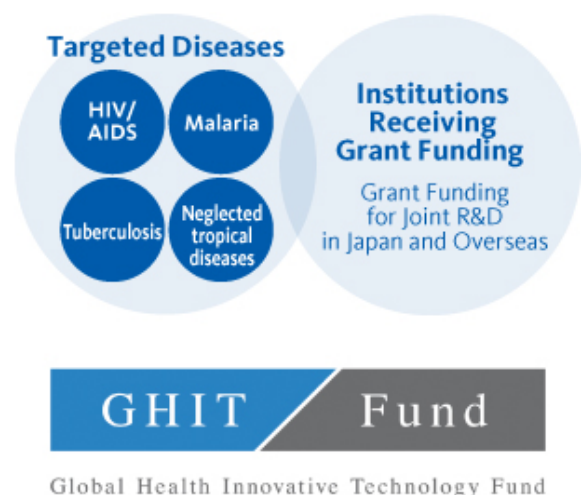 Targeted Diseases
HIV/
AIDS
Malaria
Tuberculosis
Neglected
tropical
diseases
Institutions
Receiving
Grant Funding
Grant Funding
for Joint R&D
in Japan and Overseas
GHIT Fund
Global Health Innovative Technology Fund